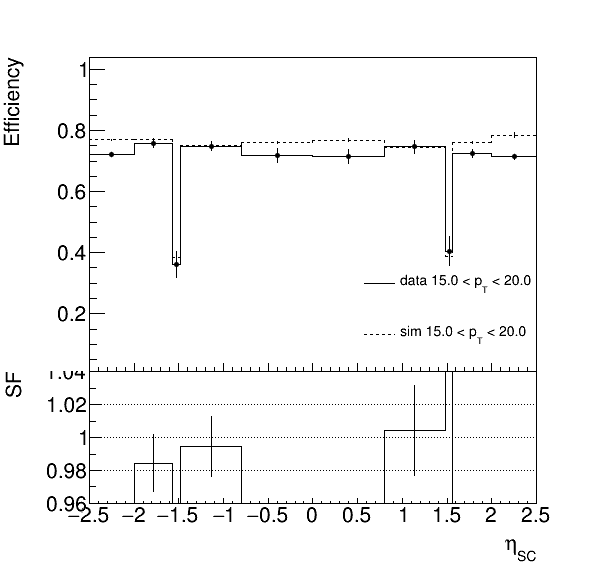 Efficiency
1
0.8
0.6
0.4
0.2
data 15.0 < p_T < 20.0
sim 15.0 < p_T < 20.0
SF
1.04
1.02
1
0.98
0.96
−2.5 −2 −1.5 −1 −0.5 0 0.5 1 1.5 2 2.5
η_SC